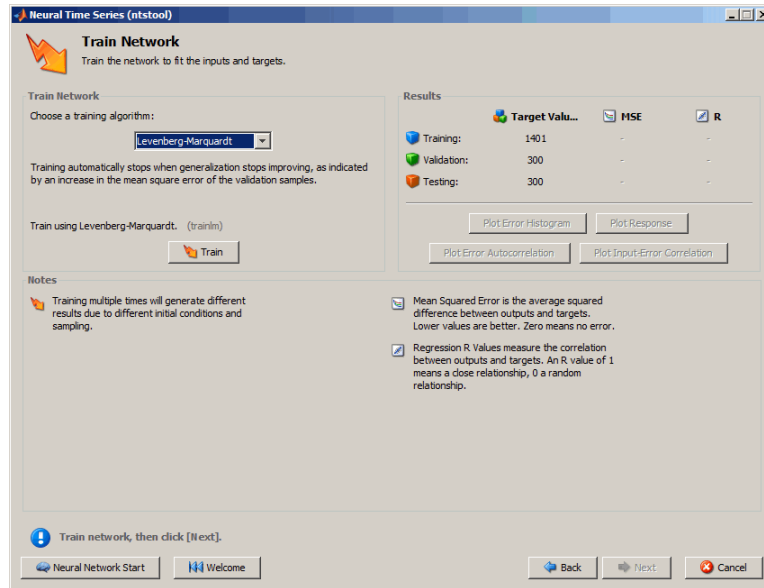 Neural Time Series (ntstool)
Train Network
Train the network to fit the inputs and targets.
Train Network
Choose a training algorithm:
Levenberg-Marquardt
Training automatically stops when generalization stops improving, as indicated
by an increase in the mean square error of the validation samples.
Train using Levenberg-Marquardt. (trainlm)
Train
Results
Target Valu... MSE R
Training: 1401 - -
Validation: 300 - -
Testing: 300 - -
Plot Error Histogram Plot Response
Plot Error Autocorrelation Plot Input-Error Correlation
Notes
Training multiple times will generate different
results due to different initial conditions and
sampling.
Mean Squared Error is the average squared
difference between outputs and targets.
Lower values are better. Zero means no error.
Regression R Values measure the correlation
between outputs and targets. An R value of 1
means a close relationship, 0 a random
relationship.
Train network, then click [Next].
Neural Network Start Welcome Back Next Cancel